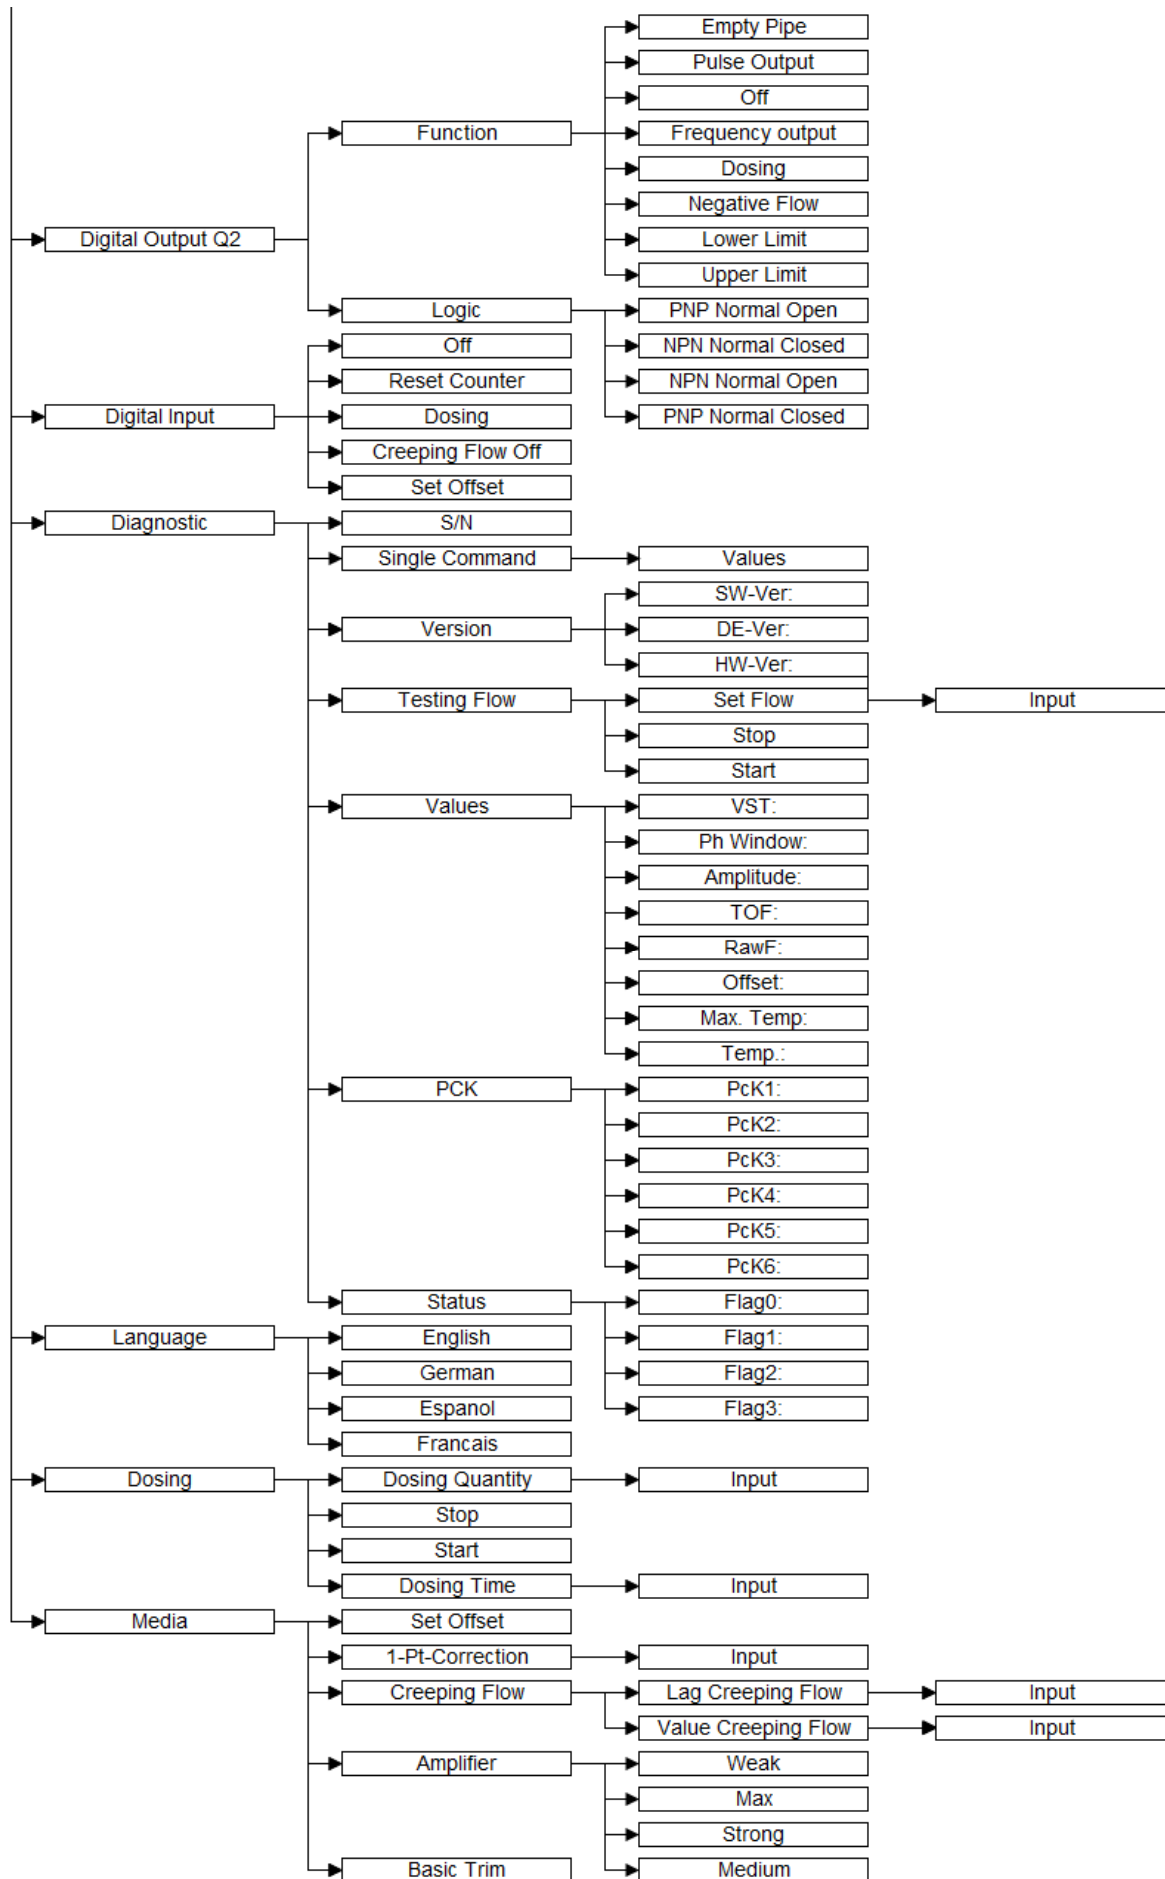 Empty Pipe
Pulse Output
Off
Function
Frequency output
Dosing
Negative Flow
Digital Output Q2
Lower Limit
Upper Limit
Logic
PNP Normal Open
Off
NPN Normal Closed
Reset Counter
NPN Normal Open
Digital Input
Dosing
PNP Normal Closed
Creeping Flow Off
Set Offset
Diagnostic
S/N
Single Command
Values
SW-Ver:
Version
DE-Ver:
HW-Ver:
Testing Flow
Set Flow
Input
Stop
Start
Values
VST:
Ph Window:
Amplitude:
TOF:
RawF:
Offset:
Max. Temp:
Temp.:
PCK
PcK1:
PcK2:
PcK3:
PcK4:
PcK5:
PcK6:
Status
Flag0:
Language
English
Flag1:
German
Flag2:
Espanol
Flag3:
Francais
Dosing
Dosing Quantity
Input
Stop
Start
Dosing Time
Input
Media
Set Offset
1-Pt-Correction
Input
Creeping Flow
Lag Creeping Flow
Input
Value Creeping Flow
Input
Amplifier
Weak
Max
Strong
Basic Trim
Medium